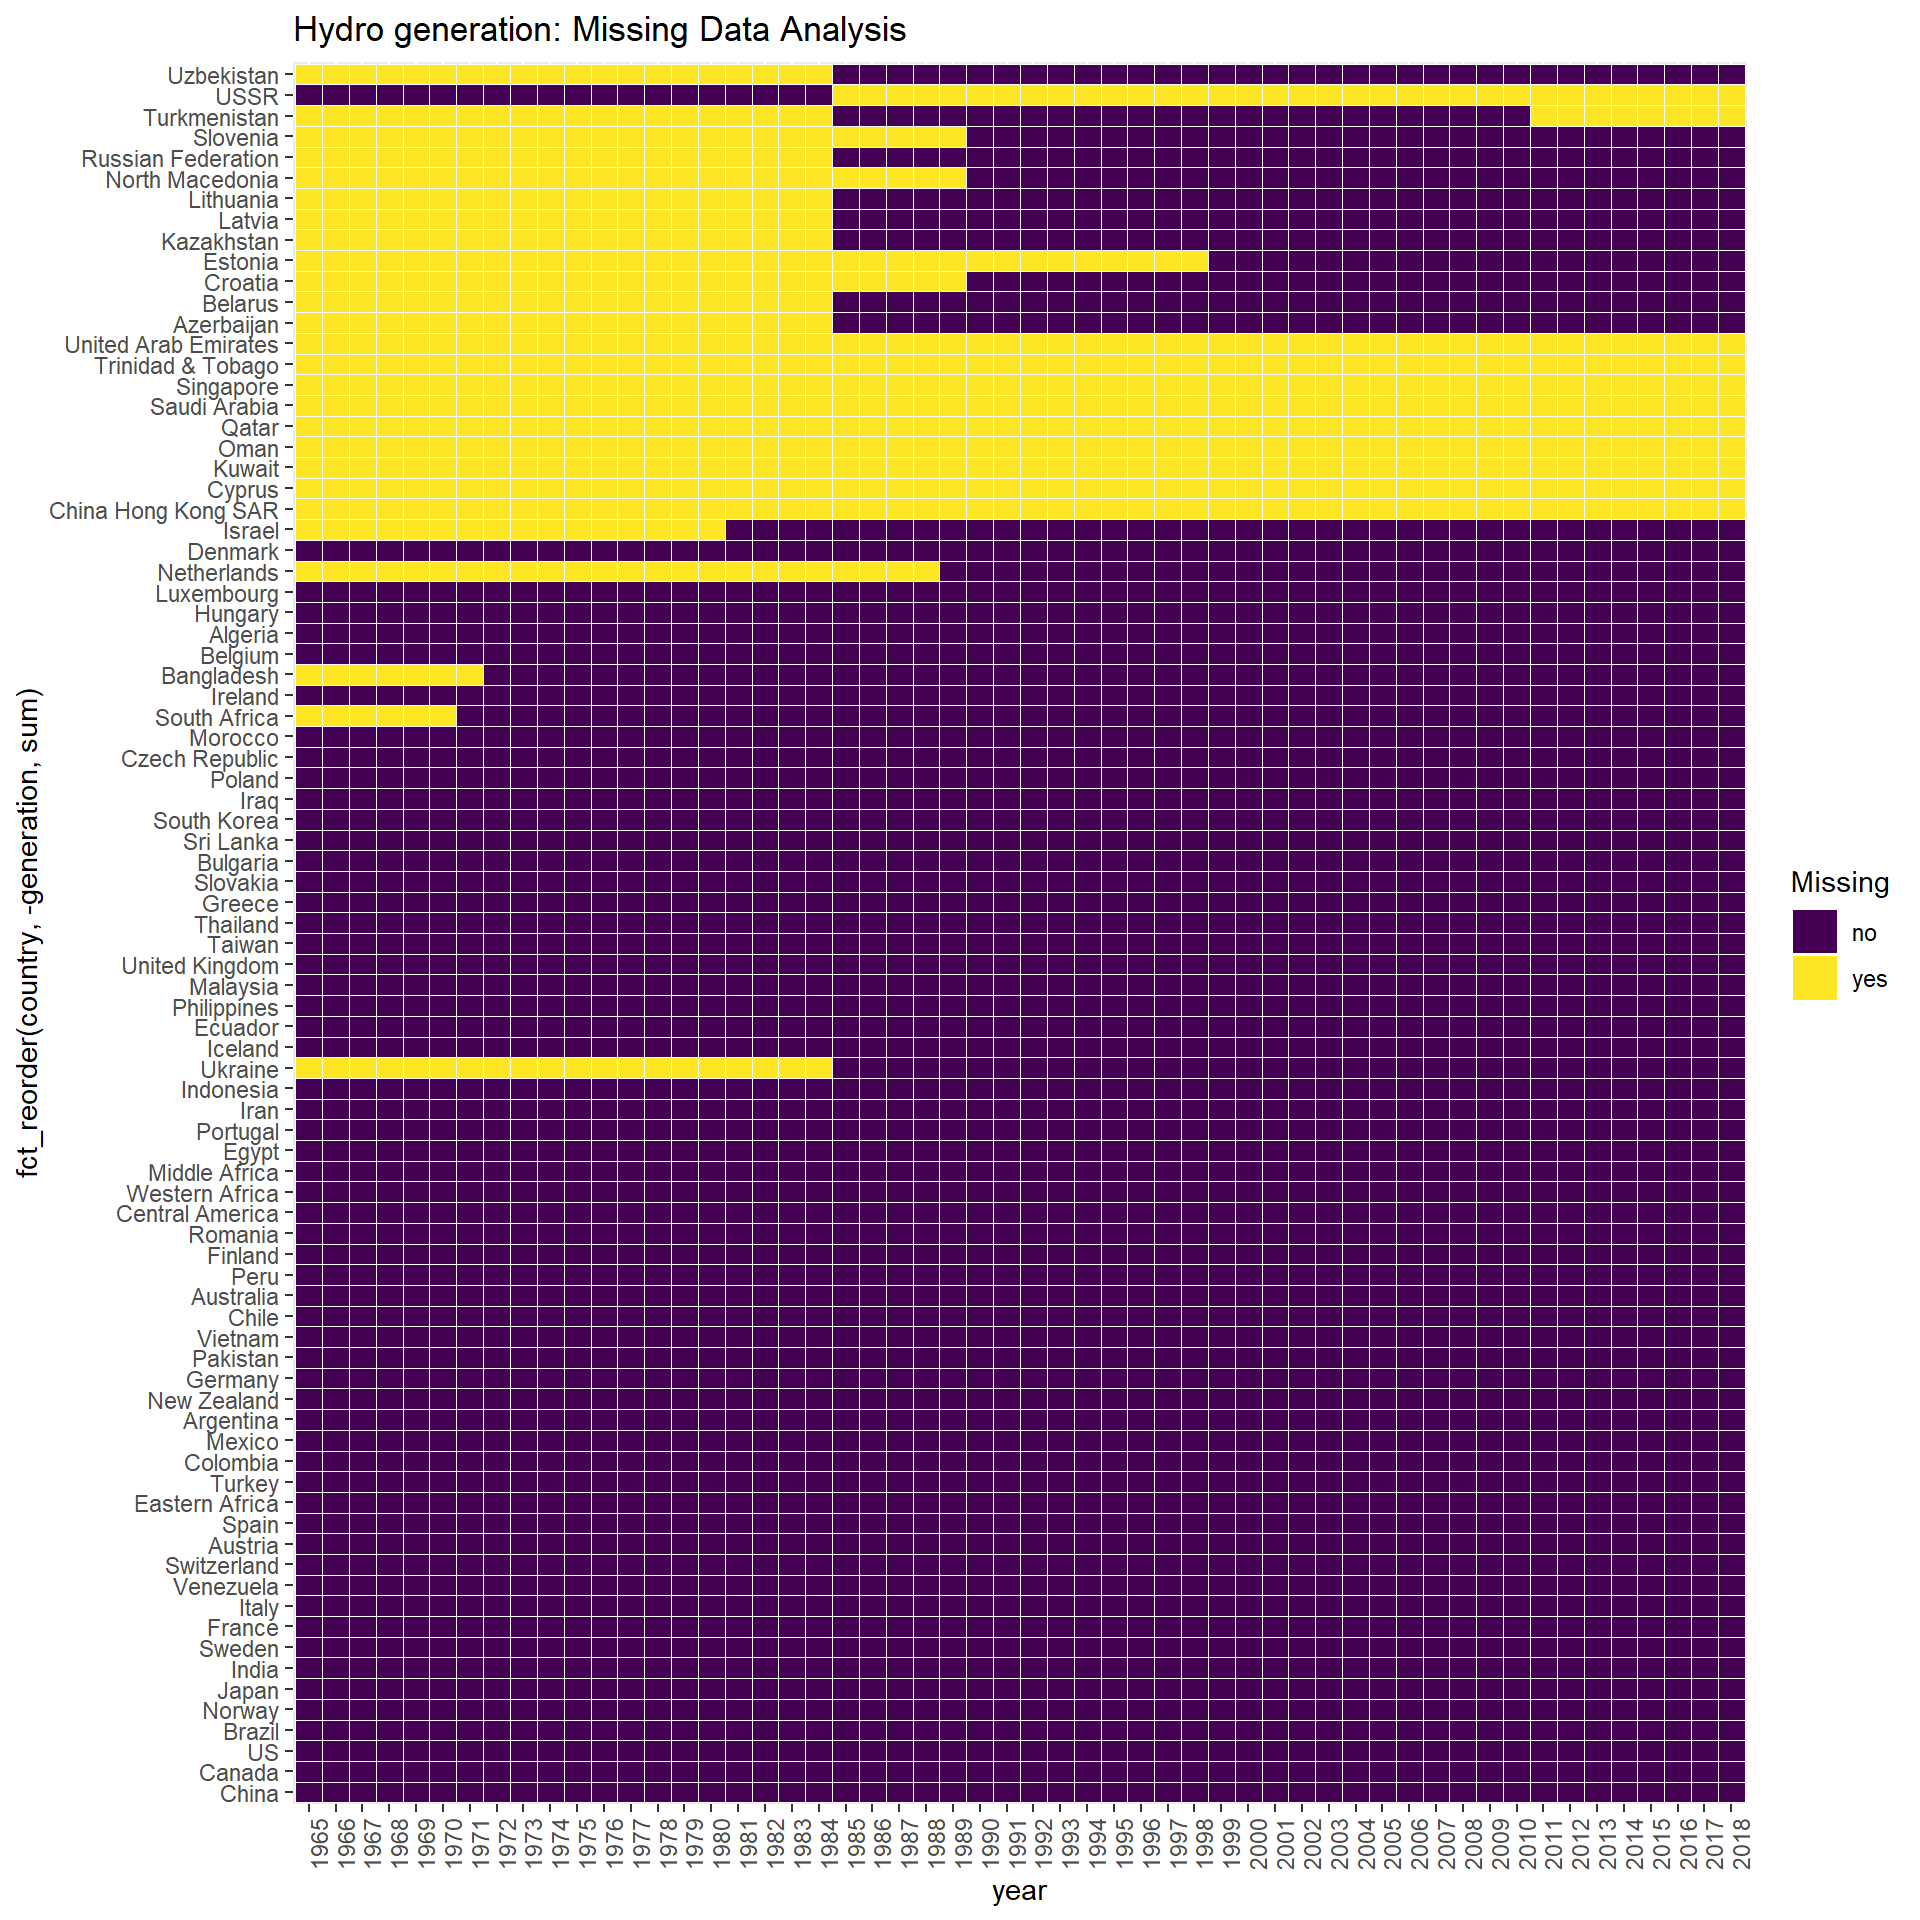 Hydro generation: Missing Data Analysis
Uzbekistan
USSR
Turkmenistan
Slovenia
Russian Federation
North Macedonia
Lithuania
Latvia
Kazakhstan
Estonia
Croatia
Belarus
Azerbaijan
United Arab Emirates
Trinidad & Tobago
Singapore
Saudi Arabia
Qatar
Oman
Kuwait
Cyprus
China Hong Kong SAR
Israel
Denmark
Netherlands
Luxembourg
Hungary
Algeria
Belgium
Bangladesh
Ireland
South Africa
Morocco
Czech Republic
Poland
Iraq
South Korea
Sri Lanka
Bulgaria
Slovakia
Greece
Thailand
Taiwan
United Kingdom
Malaysia
Philippines
Ecuador
Iceland
Ukraine
Indonesia
Iran
Portugal
Egypt
Middle Africa
Western Africa
Central America
Romania
Finland
Peru
Australia
Chile
Vietnam
Pakistan
Germany
New Zealand
Argentina
Mexico
Colombia
Turkey
Eastern Africa
Spain
Austria
Switzerland
Venezuela
Italy
France
Sweden
India
Japan
Norway
Brazil
US
Canada
China
fct_reorder(country, -generation, sum)
1965
1966
1967
1968
1969
1970
1971
1972
1973
1974
1975
1976
1977
1978
1979
1980
1981
1982
1983
1984
1985
1986
1987
1988
1989
1990
1991
1992
1993
1994
1995
1996
1997
1998
1999
2000
2001
2002
2003
2004
2005
2006
2007
2008
2009
2010
2011
2012
2013
2014
2015
2016
2017
2018
year
Missing
no
yes